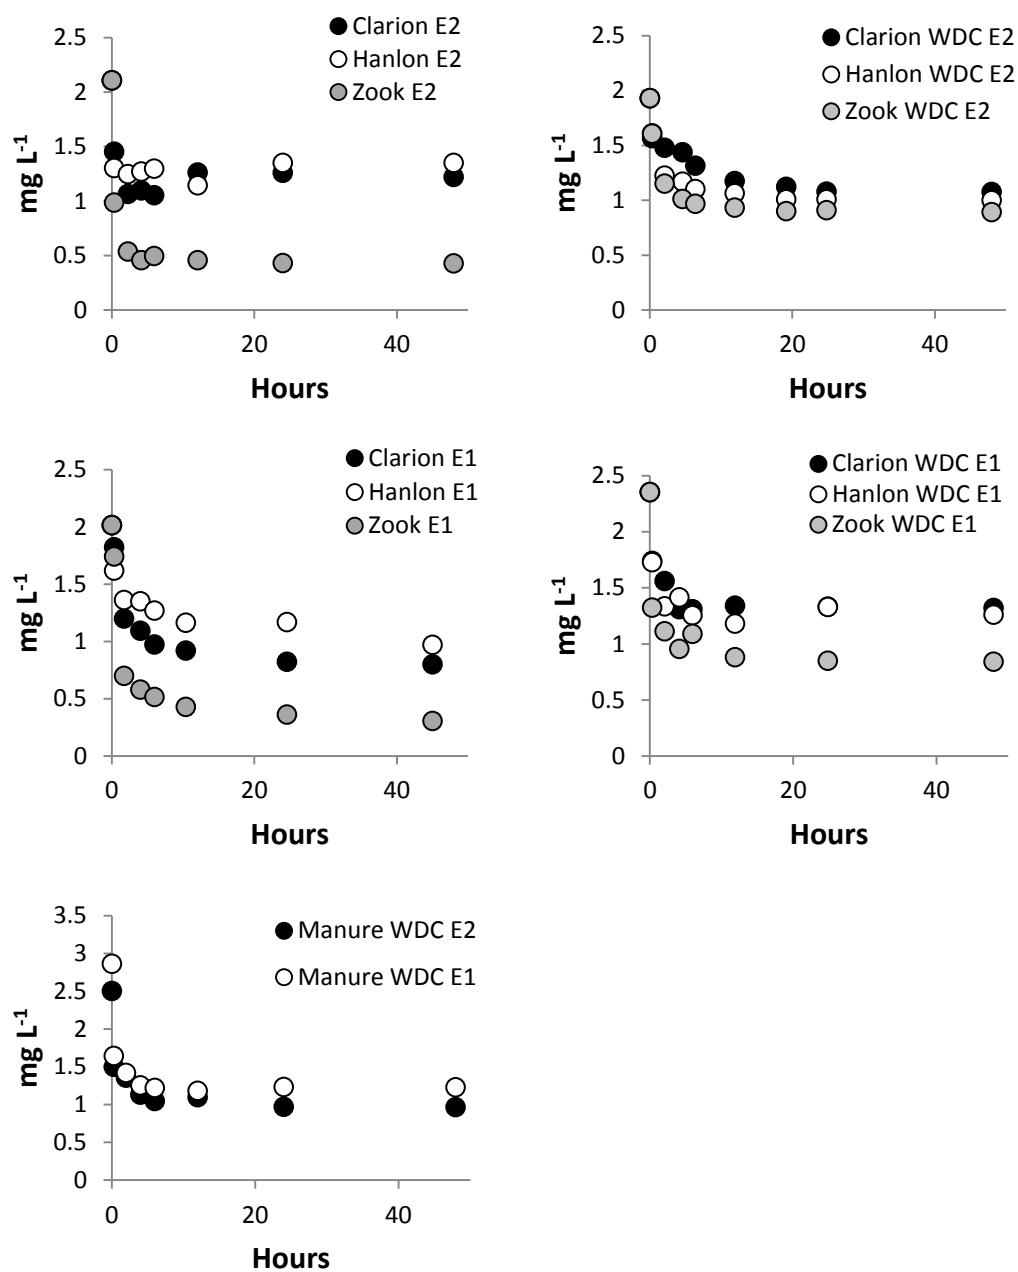 Clarion E2
Hanlon E2
Zook E2
2.5
2
1.5
1
0.5
0
mg L-1
0 20 40
Hours
Clarion WDC E2
Hanlon WDC E2
Zook WDC E2
2.5
2
1.5
1
0.5
0
mg L-1
0 20 40
Hours
Clarion E1
Hanlon E1
Zook E1
2.5
2
1.5
1
0.5
0
mg L-1
0 20 40
Hours
Clarion WDC E1
Hanlon WDC E1
Zook WDC E1
2.5
2
1.5
1
0.5
0
mg L-1
0 20 40
Hours
Manure WDC E2
Manure WDC E1
3.5
3
2.5
2
1.5
1
0.5
0
mg L-1
0 20 40
Hours